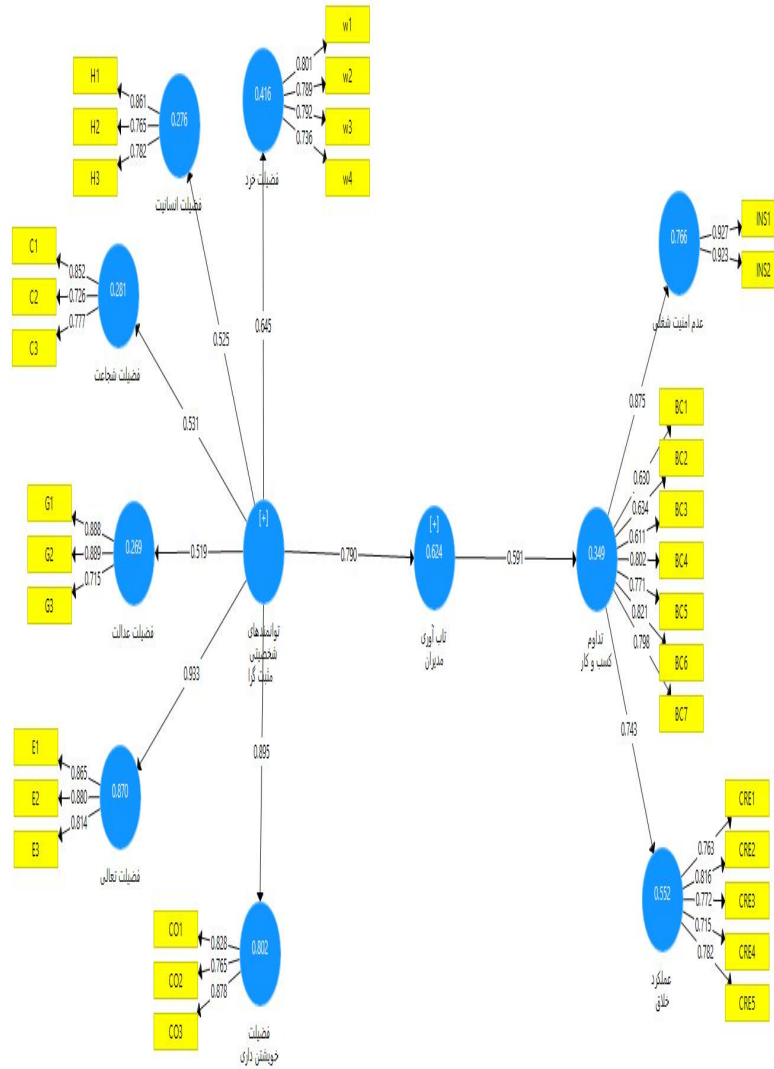 w1
w2
w3
w4
0.801
0.789
0.792
0.736
0.416
فضیلت خرد
H1
H2
H3
0.861
0.765
0.782
0.276
فضیلت انسانیت
C1
C2
C3
0.852
0.726
0.777
0.281
فضیلت شجاعت
G1
G2
G3
0.888
0.889
0.715
0.269
فضیلت عدالت
E1
E2
E3
0.865
0.880
0.814
0.870
فضیلت تعالی
CO1
CO2
CO3
0.828
0.765
0.878
0.802
فضیلت
خویشتن داری
0.645
0.525
0.531
0.519
0.933
0.895
[+]
توانمندهای
شخصیتی
مثبت گرا
0.790
[+]
0.624
تاب آوری
مدیران
0.591
0.349
تداوم
کسب و کار
BC1
BC2
BC3
BC4
BC5
BC6
BC7
0.630
0.634
0.611
0.802
0.771
0.821
0.798
0.875
0.766
عدم امنیت شغلی
0.927
0.923
INS1
INS2
0.743
0.552
عملکرد
خلاق
0.763
0.816
0.772
0.715
0.782
CRE1
CRE2
CRE3
CRE4
CRE5